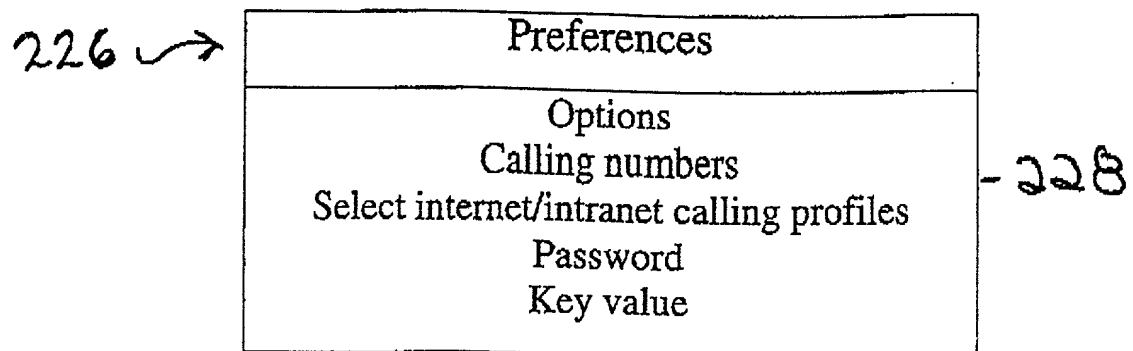 226 Preferences
Options
Calling numbers
Select internet/intranet calling profiles
Password
Key value
228